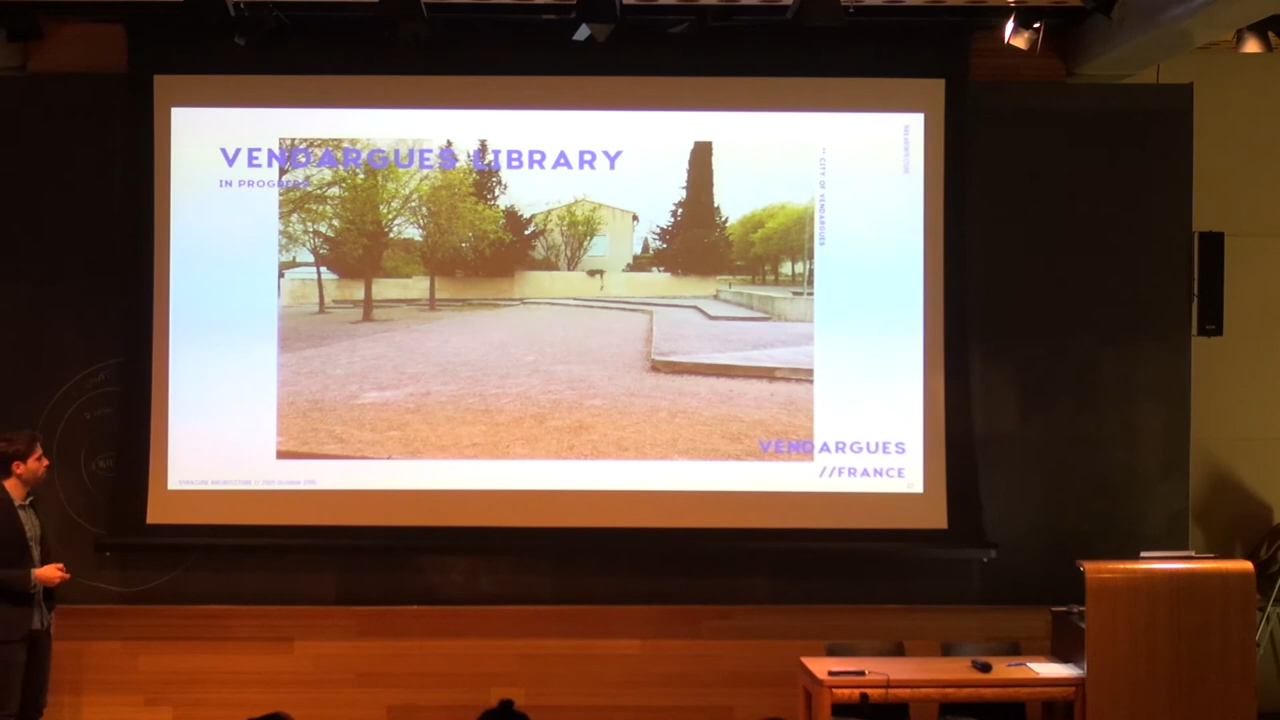 VENDARGUES LIBRARY
IN PROGRESS
** CITY OF VENDARGUES
VENDARGUES
//FRANCE